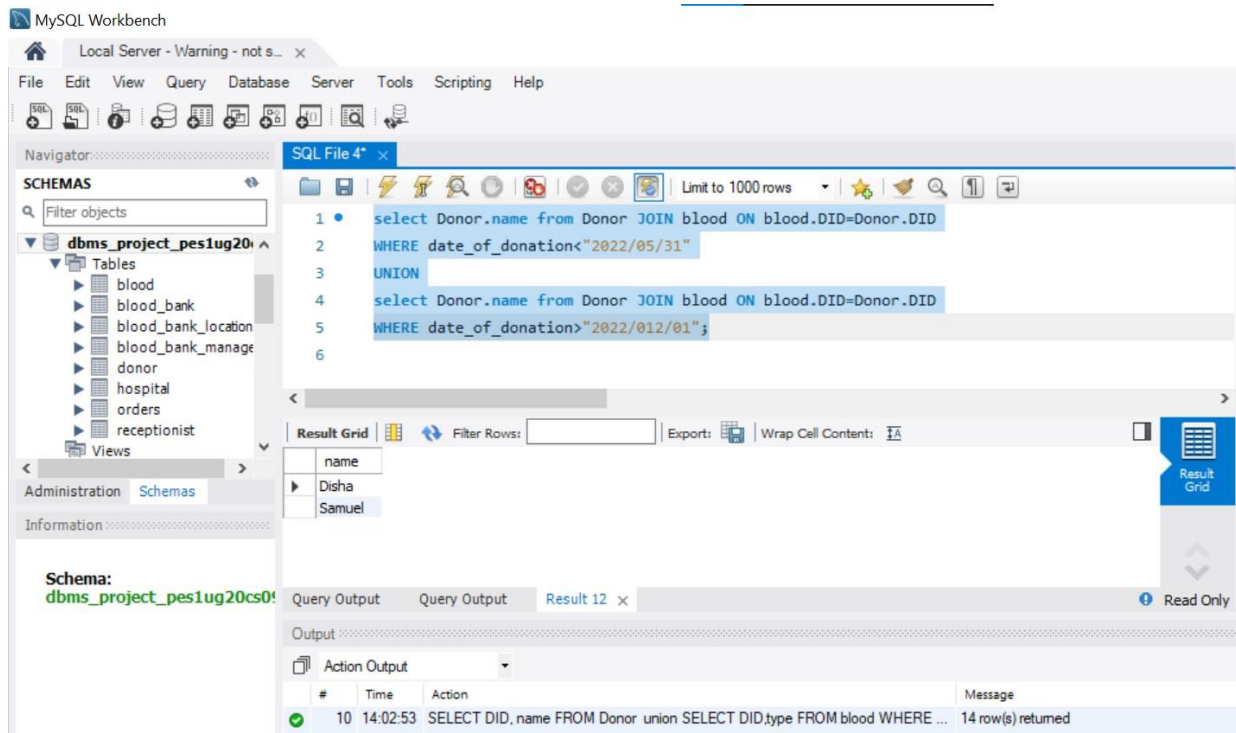 MySQL Workbench
Local Server - Warning - not s...
File Edit View Query Database Server Tools Scripting Help
Navigator
SQL File 4*
SCHEMAS
Limit to 1000 rows
Filter objects
1 select Donor.name from Donor JOIN blood ON blood.DID=Donor.DID
dbms_project_pes1ug20
2 WHERE date_of_donation<"2022/05/31"
Tables
3 UNION
blood
4 select Donor.name from Donor JOIN blood ON blood.DID=Donor.DID
blood_bank
blood_bank_location
5 WHERE date_of_donation>"2022/012/01";
blood_bank_manage
6
donor
hospital
orders
receptionist
Views
Result Grid Filter Rows: Export: Wrap Cell Content: IA
name
Disha
Samuel
Result
Grid
Administration Schemas
Information
Schema:
dbms_project_pes1ug20cs09
Query Output Query Output Result 12 Read Only
Output
Action Output
# Time Action Message
10 14:02:53 SELECT DID, name FROM Donor union SELECT DID,type FROM blood WHERE ... 14 row(s) returned